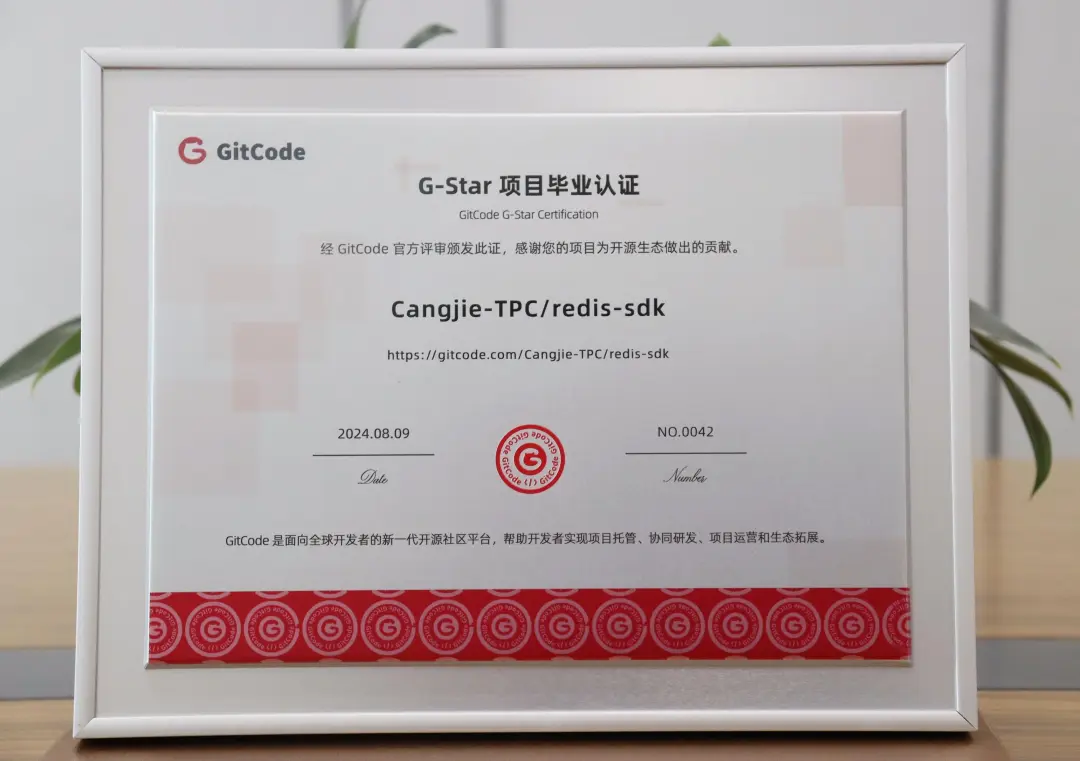 GitCode
G-Star 项目毕业认证
GitCode G-Star Certification
经 GitCode 官方评审颁发此证，感谢您的项目为开源生态做出的贡献。
Cangjie-TPC/redis-sdk
https://gitcode.com/Cangjie-TPC/redis-sdk
2024.08.09
NO.0042
GitCode GitCode GitCode </> GitCode
Date
Number
GitCode 是面向全球开发者的新一代开源社区平台，帮助开发者实现项目托管、协同研发、项目运营和生态拓展。